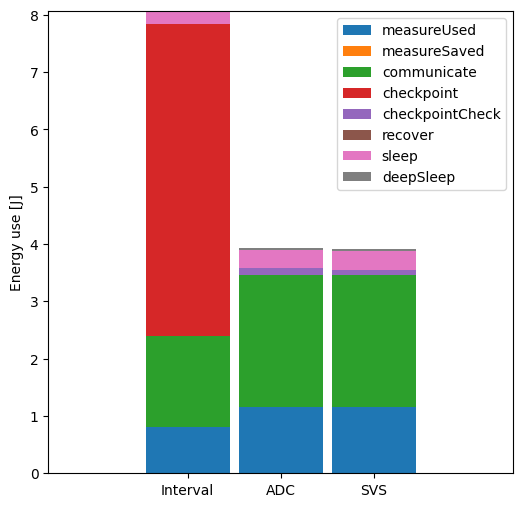 8
7
6
5
4
3
2
1
0
Energy use [J]
measureUsed
measureSaved
communicate
checkpoint
checkpointCheck
recover
sleep
deepSleep
Interval
ADC
SVS